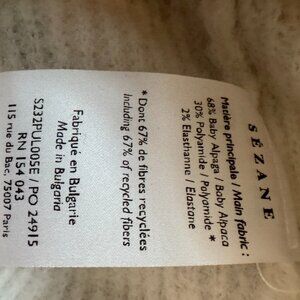 SÉZANE
Matière principale / Main fabric :
68% Baby Alpaga / Baby Alpaca
30% Polyamide / Polyamide *
2% Elasthanne / Elastane
* Dont 67% de fibres recyclées
Including 67% of recycled fibers
Fabriqué en Bulgarie
Made in Bulgaria
S232PUL005E / PO 24915
RN 154 043
115 rue du Bac, 75007 Paris